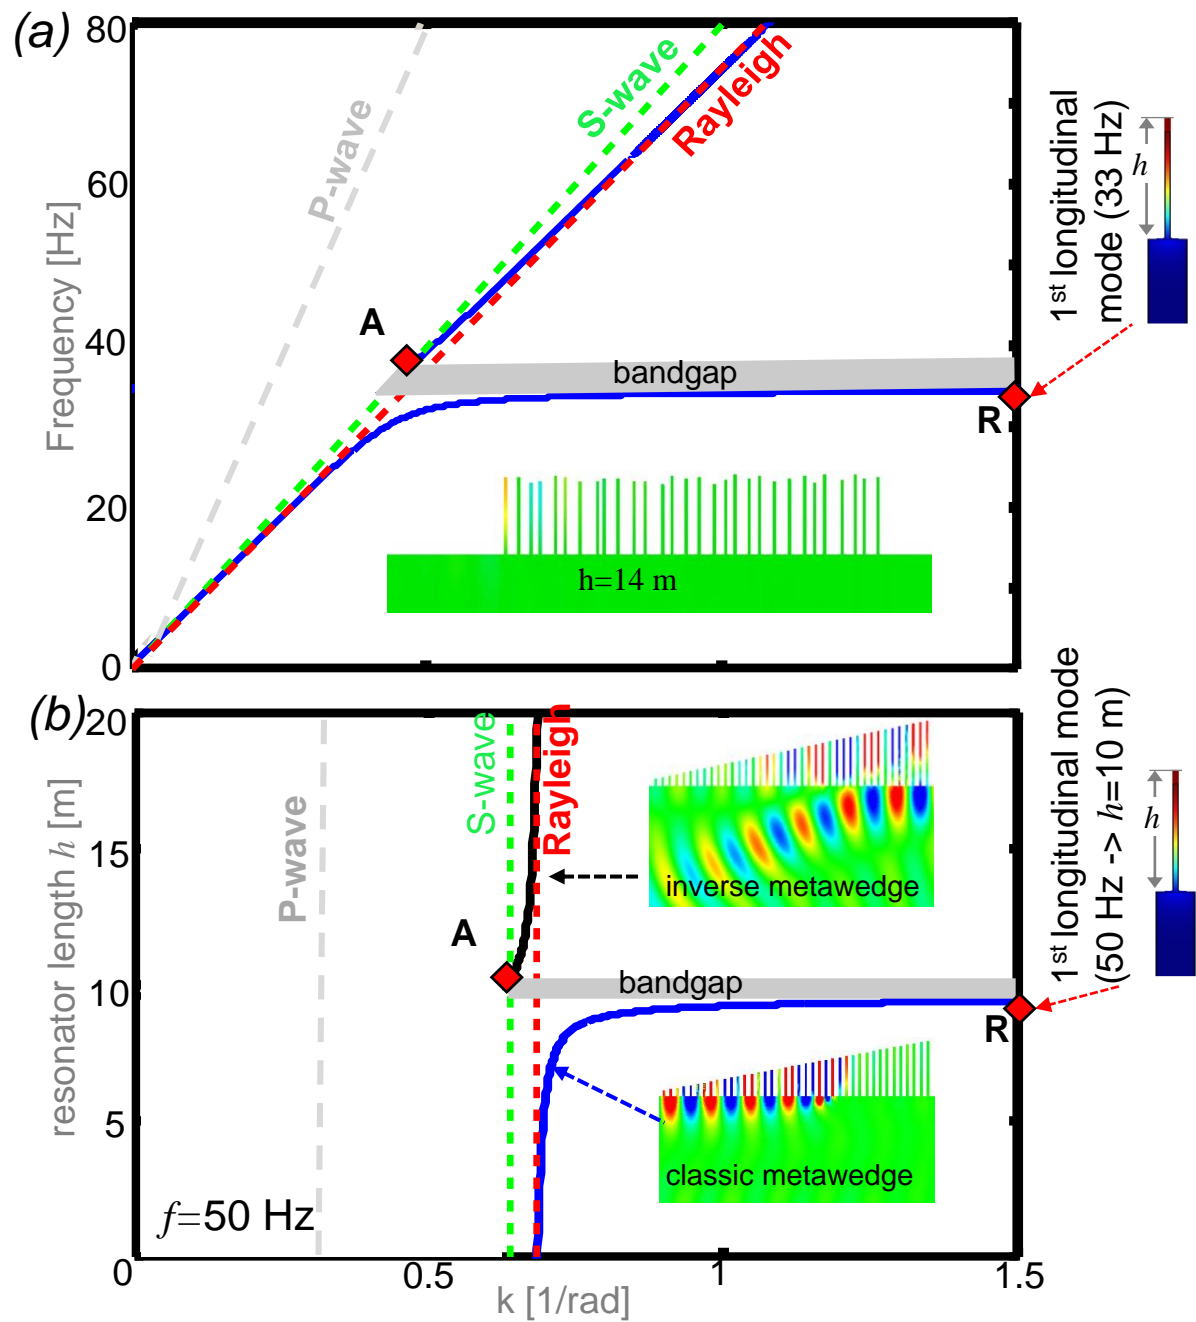 (a)
80
60
40
20
0
Frequency [Hz]
P-wave
S-wave
Rayleigh
A
bandgap
R
h=14 m
1st longitudinal
mode (33 Hz)
h
(b)
20
15
10
5
0
0.5
1
1.5
resonator length h [m]
k [1/rad]
P-wave
S-wave
Rayleigh
inverse metawedge
A
bandgap
R
classic metawedge
f=50 Hz
1st longitudinal mode
(50 Hz -> h=10 m)
h